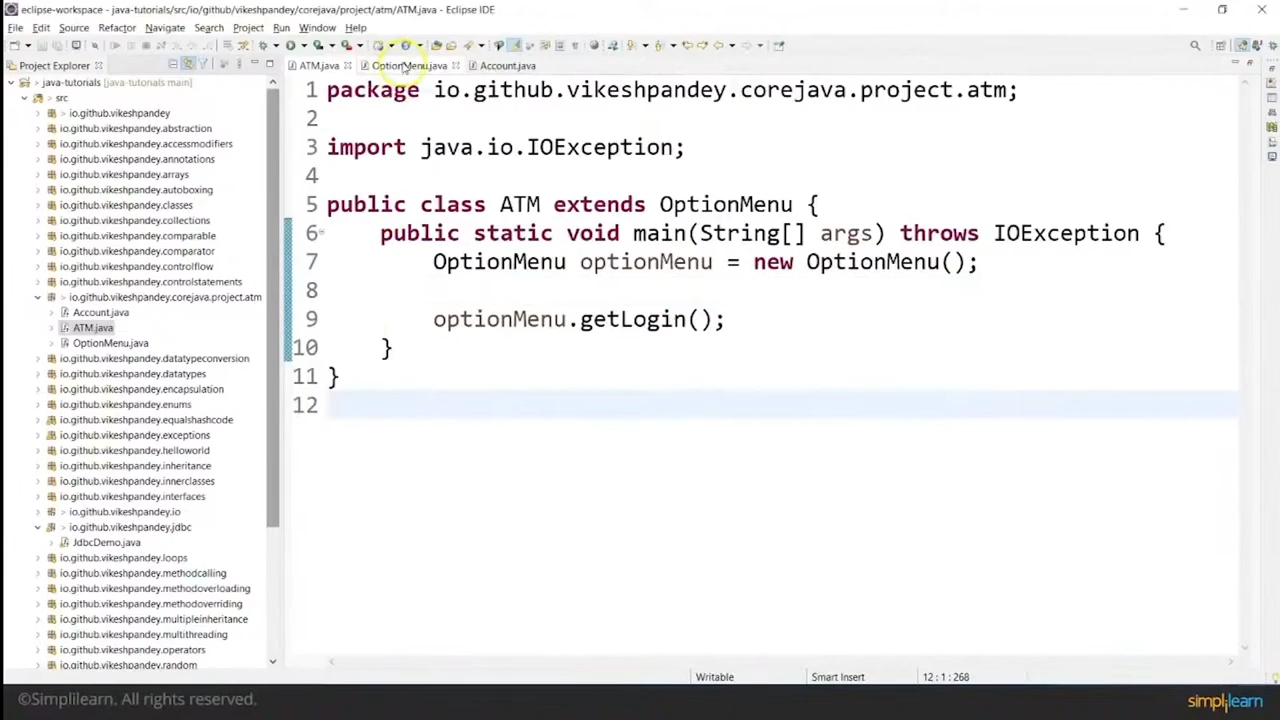 eclipse-workspace - java-tutorials/src/io/github/vikeshpandey/corejava/project/atm/ATM.java - Eclipse IDE
File Edit Source Refactor Navigate Search Project Run Window Help
Project Explorer
ATM.java OptionMenu.java Account.java
java-tutorials [java-tutorials main]
src
io.github.vikeshpandey
io.github.vikeshpandey.abstraction
io.github.vikeshpandey.accessmodifiers
io.github.vikeshpandey.annotations
io.github.vikeshpandey.arrays
io.github.vikeshpandey.autoboxing
io.github.vikeshpandey.classes
io.github.vikeshpandey.collections
io.github.vikeshpandey.comparable
io.github.vikeshpandey.comparator
io.github.vikeshpandey.controlflow
io.github.vikeshpandey.controlstatements
io.github.vikeshpandey.corejava.project.atm
Account.java
ATM.java
OptionMenu.java
io.github.vikeshpandey.datatypeconversion
io.github.vikeshpandey.datatypes
io.github.vikeshpandey.encapsulation
io.github.vikeshpandey.enums
io.github.vikeshpandey.equalshashcode
io.github.vikeshpandey.exceptions
io.github.vikeshpandey.helloworld
io.github.vikeshpandey.inheritance
io.github.vikeshpandey.innerclasses
io.github.vikeshpandey.interfaces
io.github.vikeshpandey.io
io.github.vikeshpandey.jdbc
JdbcDemo.java
io.github.vikeshpandey.loops
io.github.vikeshpandey.methodcalling
io.github.vikeshpandey.methodoverloading
io.github.vikeshpandey.methodoverriding
io.github.vikeshpandey.multipleinheritance
io.github.vikeshpandey.multithreading
io.github.vikeshpandey.operators
io.github.vikeshpandey.random
1 package io.github.vikeshpandey.corejava.project.atm;
2
3 import java.io.IOException;
4
5 public class ATM extends OptionMenu {
6 public static void main(String[] args) throws IOException {
7 OptionMenu optionMenu = new OptionMenu();
8
9 optionMenu.getLogin();
10 }
11 }
12
Writable Smart Insert 12 : 1 : 268
©Simplilearn. All rights reserved.
simplilearn